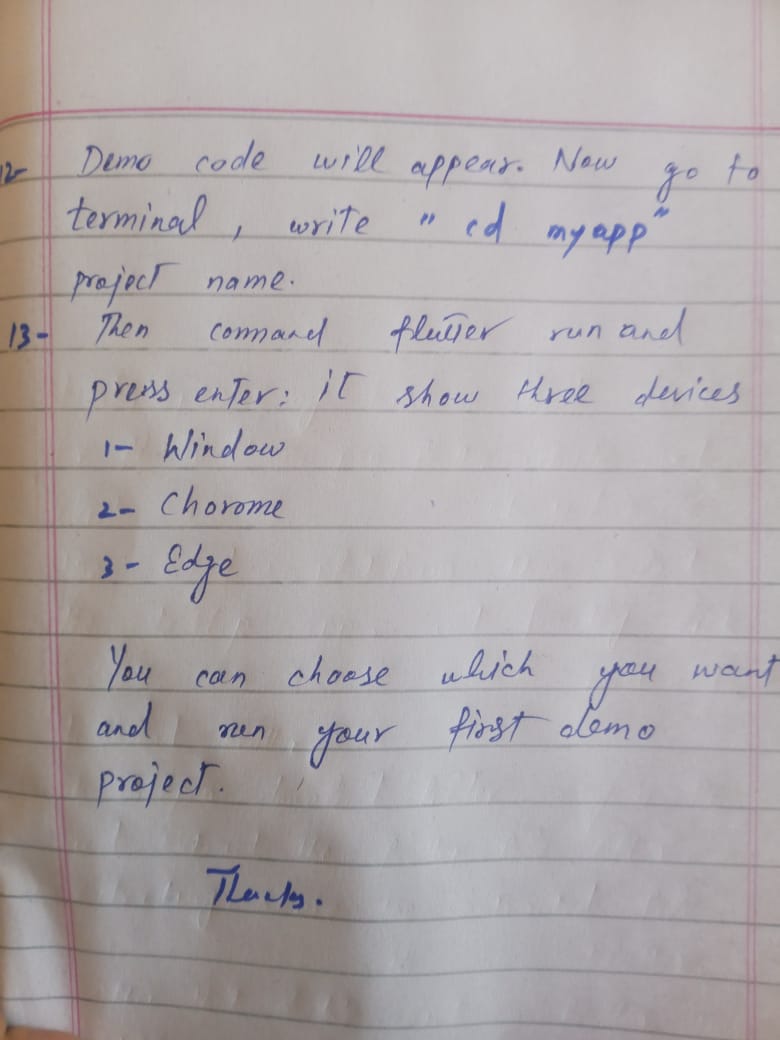 12- Demo code will appear. Now go to
terminal, write " cd myapp"
project name.
13- Then command flutter run and
press enter: it show three devices
1- Window
2- Chorome
3- Edge
You can choose which you want
and run your first demo
project.
Thanks.